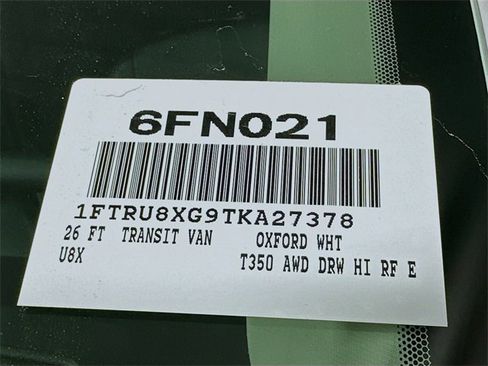 6FN021
1FTRU8XG9TKA27378
26 FT TRANSIT VAN OXFORD WHT
U8X T350 AWD DRW HI RF E